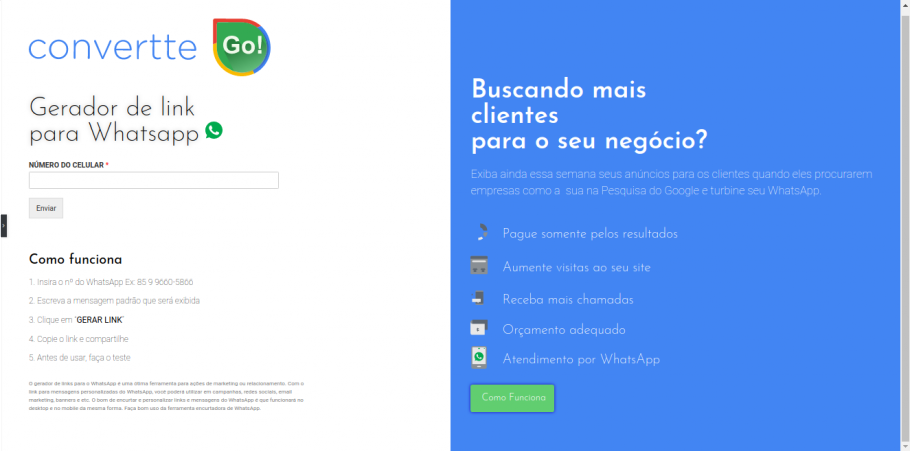 convertte
Go!
Gerador de link
para Whatsapp
NÚMERO DO CELULAR *
Enviar
Como funciona
1. Insira o nº do WhatsApp Ex: 85 9 9660-5866
2. Escreva a mensagem padrão que será exibida
3. Clique em "GERAR LINK"
4. Copie o link e compartilhe
5. Antes de usar, faça o teste
O gerador de links para o WhatsApp é uma ótima ferramenta para ações de marketing ou relacionamento. Com o
link para mensagens personalizadas do WhatsApp, você poderá utilizar em campanhas, redes sociais, email
marketing, banners e etc. O bom de encurtar e personalizar links e mensagens do WhatsApp é que funcionará no
desktop e no mobile da mesma forma. Faça bom uso da ferramenta encurtadora de WhatsApp.
Buscando mais
clientes
para o seu negócio?
Exiba ainda essa semana seus anúncios para os clientes quando eles procurarem
empresas como a sua na Pesquisa do Google e turbine seu WhatsApp.
Pague somente pelos resultados
Aumente visitas ao seu site
Receba mais chamadas
Orçamento adequado
Atendimento por WhatsApp
Como Funciona